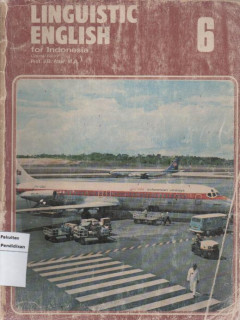 LINGUISTIC
ENGLISH
for Indonesia
6
Fakultas
Pendidikan